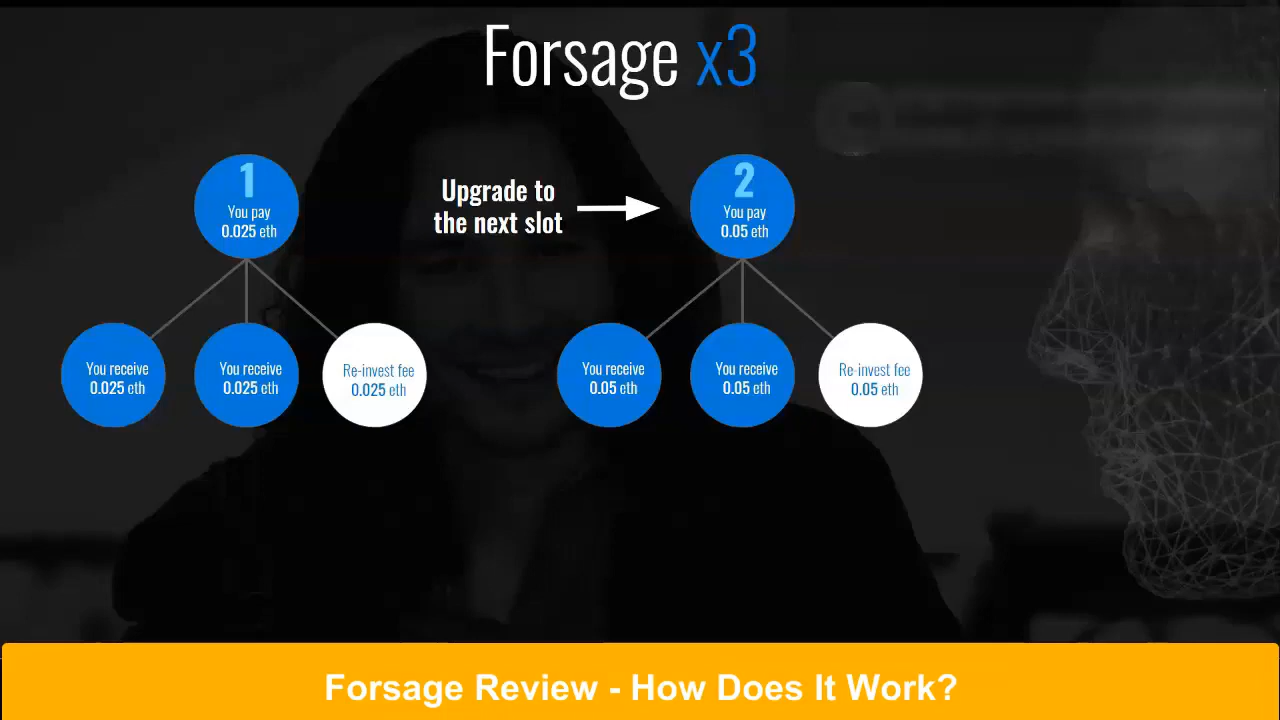 Forsage x3
1
You pay
0.025 eth
Upgrade to
the next slot
2
You pay
0.05 eth
You receive
0.025 eth
You receive
0.025 eth
Re-invest fee
0.025 eth
You receive
0.05 eth
You receive
0.05 eth
Re-invest fee
0.05 eth
Forsage Review - How Does It Work?